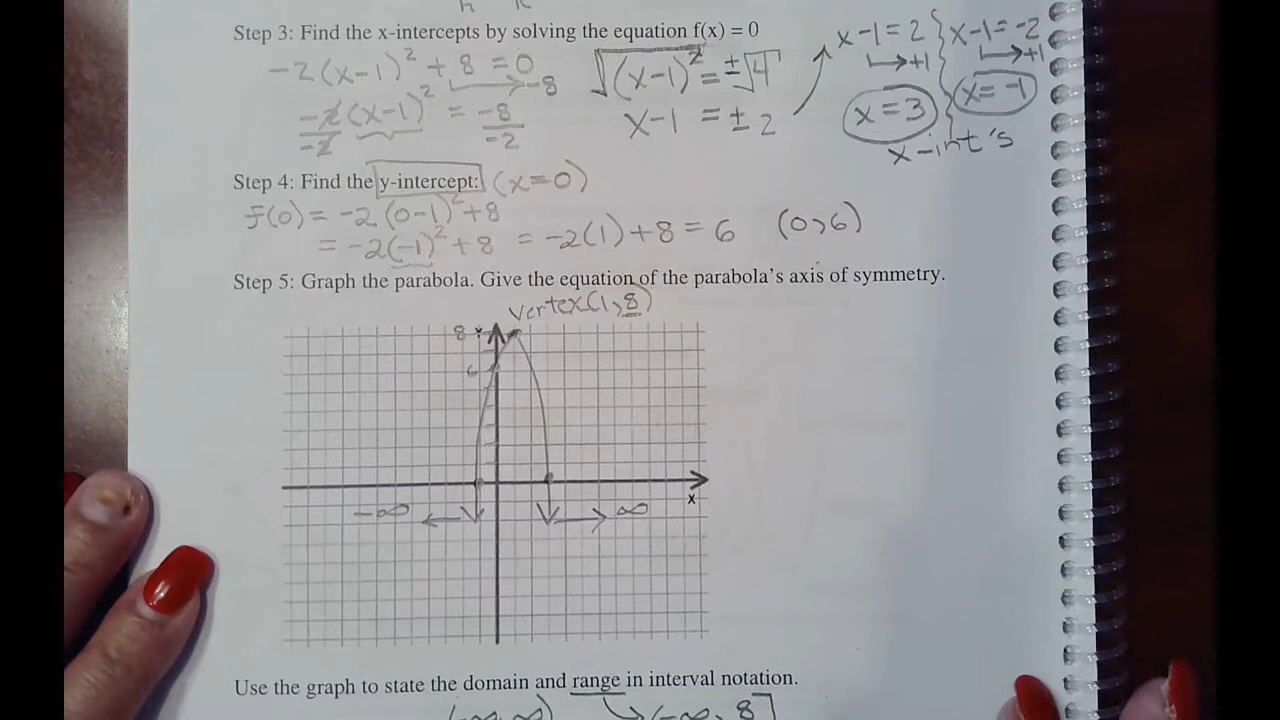 h k
Step 3: Find the x-intercepts by solving the equation f(x) = 0
-2(x-1)² + 8 = 0
-8
-2(x-1)² = -8
-2 -2
√(x-1)² = ±√4
x-1 = ±2
x-1=2 x-1=-2
+1 +1
x=3 x=-1
x-int's
Step 4: Find the y-intercept: (x=0)
f(0) = -2(0-1)²+8
= -2(-1)²+8 = -2(1)+8 = 6 (0,6)
Step 5: Graph the parabola. Give the equation of the parabola's axis of symmetry.
vertex(1,8)
8 Y
6
x
-∞ ∞
Use the graph to state the domain and range in interval notation.
(-∞,∞) (-∞, 8]